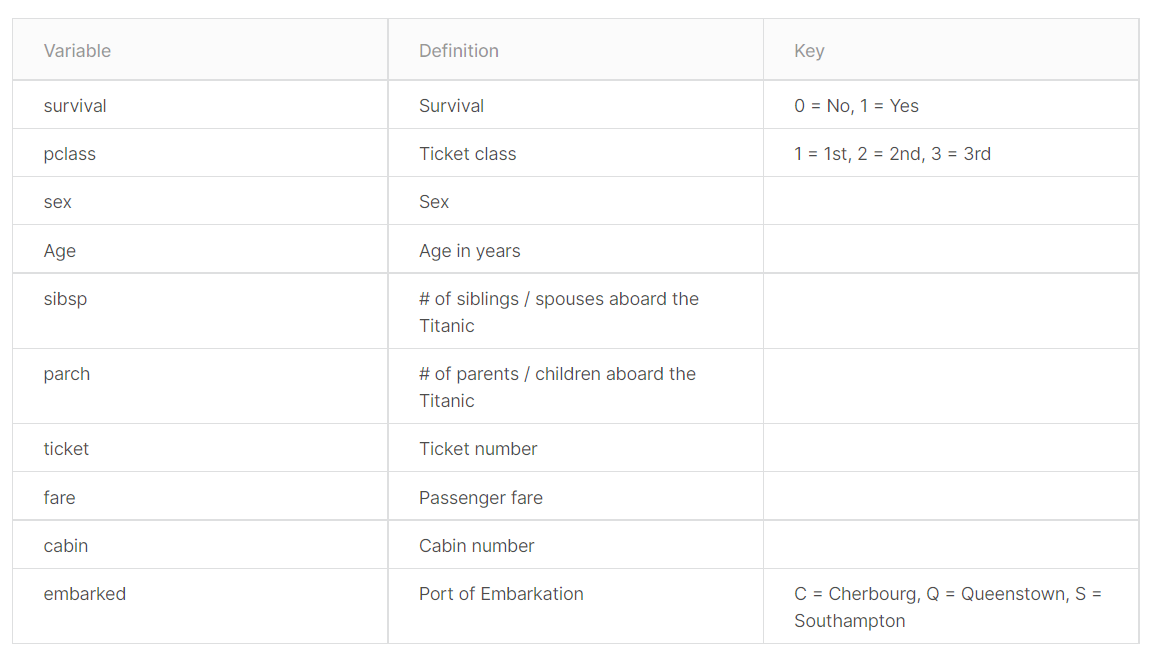 Variable Definition Key
survival Survival 0 = No, 1 = Yes
pclass Ticket class 1 = 1st, 2 = 2nd, 3 = 3rd
sex Sex
Age Age in years
sibsp # of siblings / spouses aboard the
Titanic
parch # of parents / children aboard the
Titanic
ticket Ticket number
fare Passenger fare
cabin Cabin number
embarked Port of Embarkation C = Cherbourg, Q = Queenstown, S =
Southampton